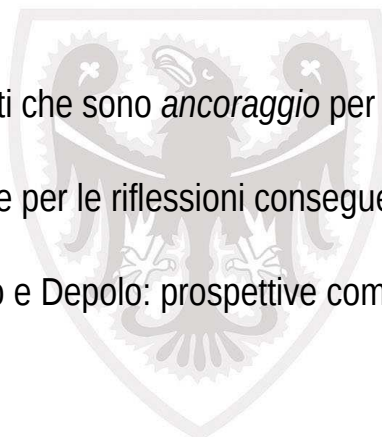 ti che sono ancoraggio per
e per le riflessioni consegue
o e Depolo: prospettive com